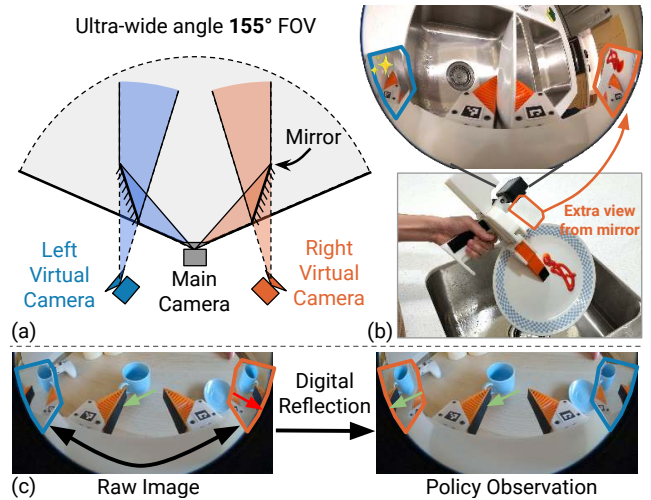 Ultra-wide angle 155° FOV
Mirror
Left
Virtual
Camera
Main
Camera
Right
Virtual
Camera
(a)
Extra view
from mirror
(b)
Digital
Reflection
(c)
Raw Image
Policy Observation